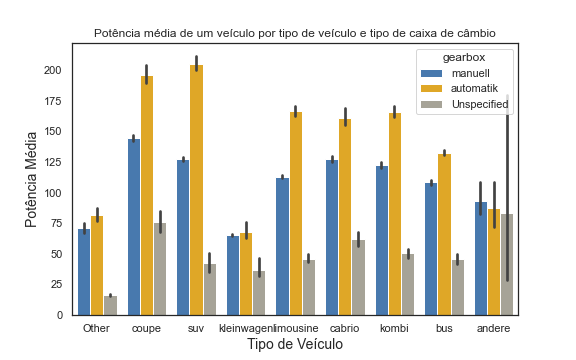 Potência média de um veículo por tipo de veículo e tipo de caixa de câmbio
gearbox
manuell
automatik
Unspecified
200
175
150
125
100
75
50
25
0
Potência Média
Other coupe suv kleinwagen limousine cabrio kombi bus andere
Tipo de Veículo